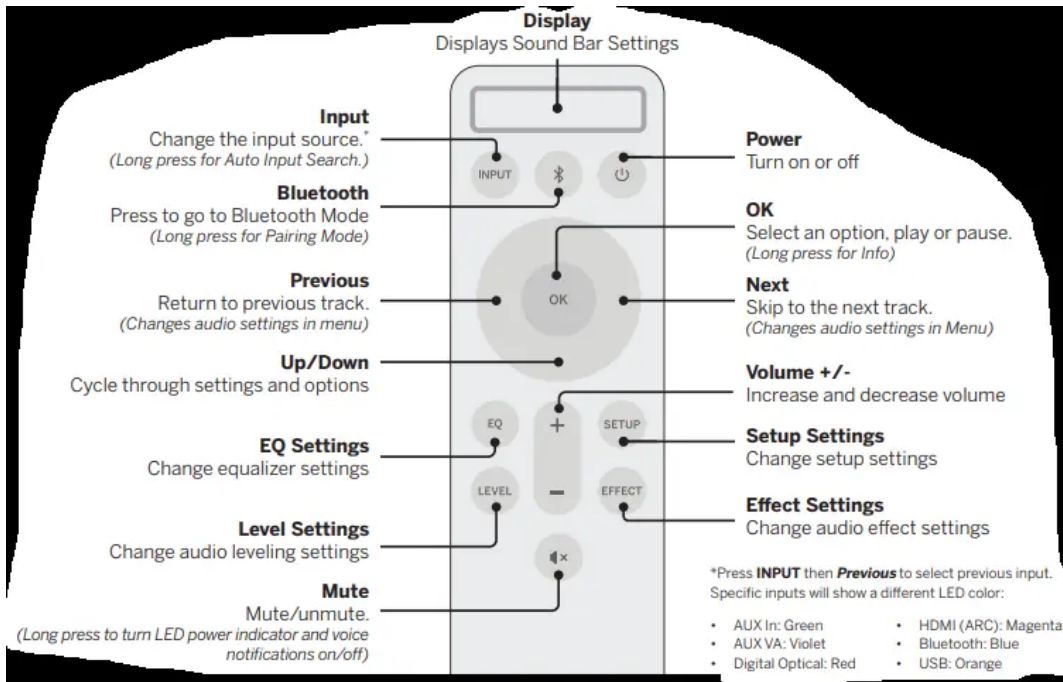 Display
Displays Sound Bar Settings
Input
Change the input source.*
(Long press for Auto Input Search.)
Bluetooth
Press to go to Bluetooth Mode
(Long press for Pairing Mode)
Previous
Return to previous track.
(Changes audio settings in menu)
Up/Down
Cycle through settings and options
EQ Settings
Change equalizer settings
Level Settings
Change audio leveling settings
Mute
Mute/unmute.
(Long press to turn LED power indicator and voice
notifications on/off)
INPUT
OK
EQ
+
SETUP
LEVEL
−
EFFECT
Power
Turn on or off
OK
Select an option, play or pause.
(Long press for Info)
Next
Skip to the next track.
(Changes audio settings in Menu)
Volume +/-
Increase and decrease volume
Setup Settings
Change setup settings
Effect Settings
Change audio effect settings
*Press INPUT then Previous to select previous input.
Specific inputs will show a different LED color:
• AUX In: Green
• AUX VA: Violet
• Digital Optical: Red
• HDMI (ARC): Magenta
• Bluetooth: Blue
• USB: Orange